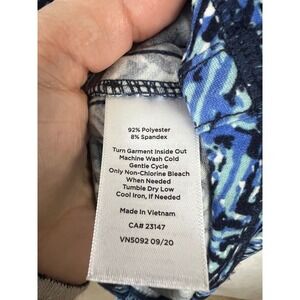 92% Polyester
8% Spandex
Turn Garment Inside Out
Machine Wash Cold
Gentle Cycle
Only Non-Chlorine Bleach
When Needed
Tumble Dry Low
Cool Iron, If Needed
Made In Vietnam
CA# 23147
VN5092 09/20